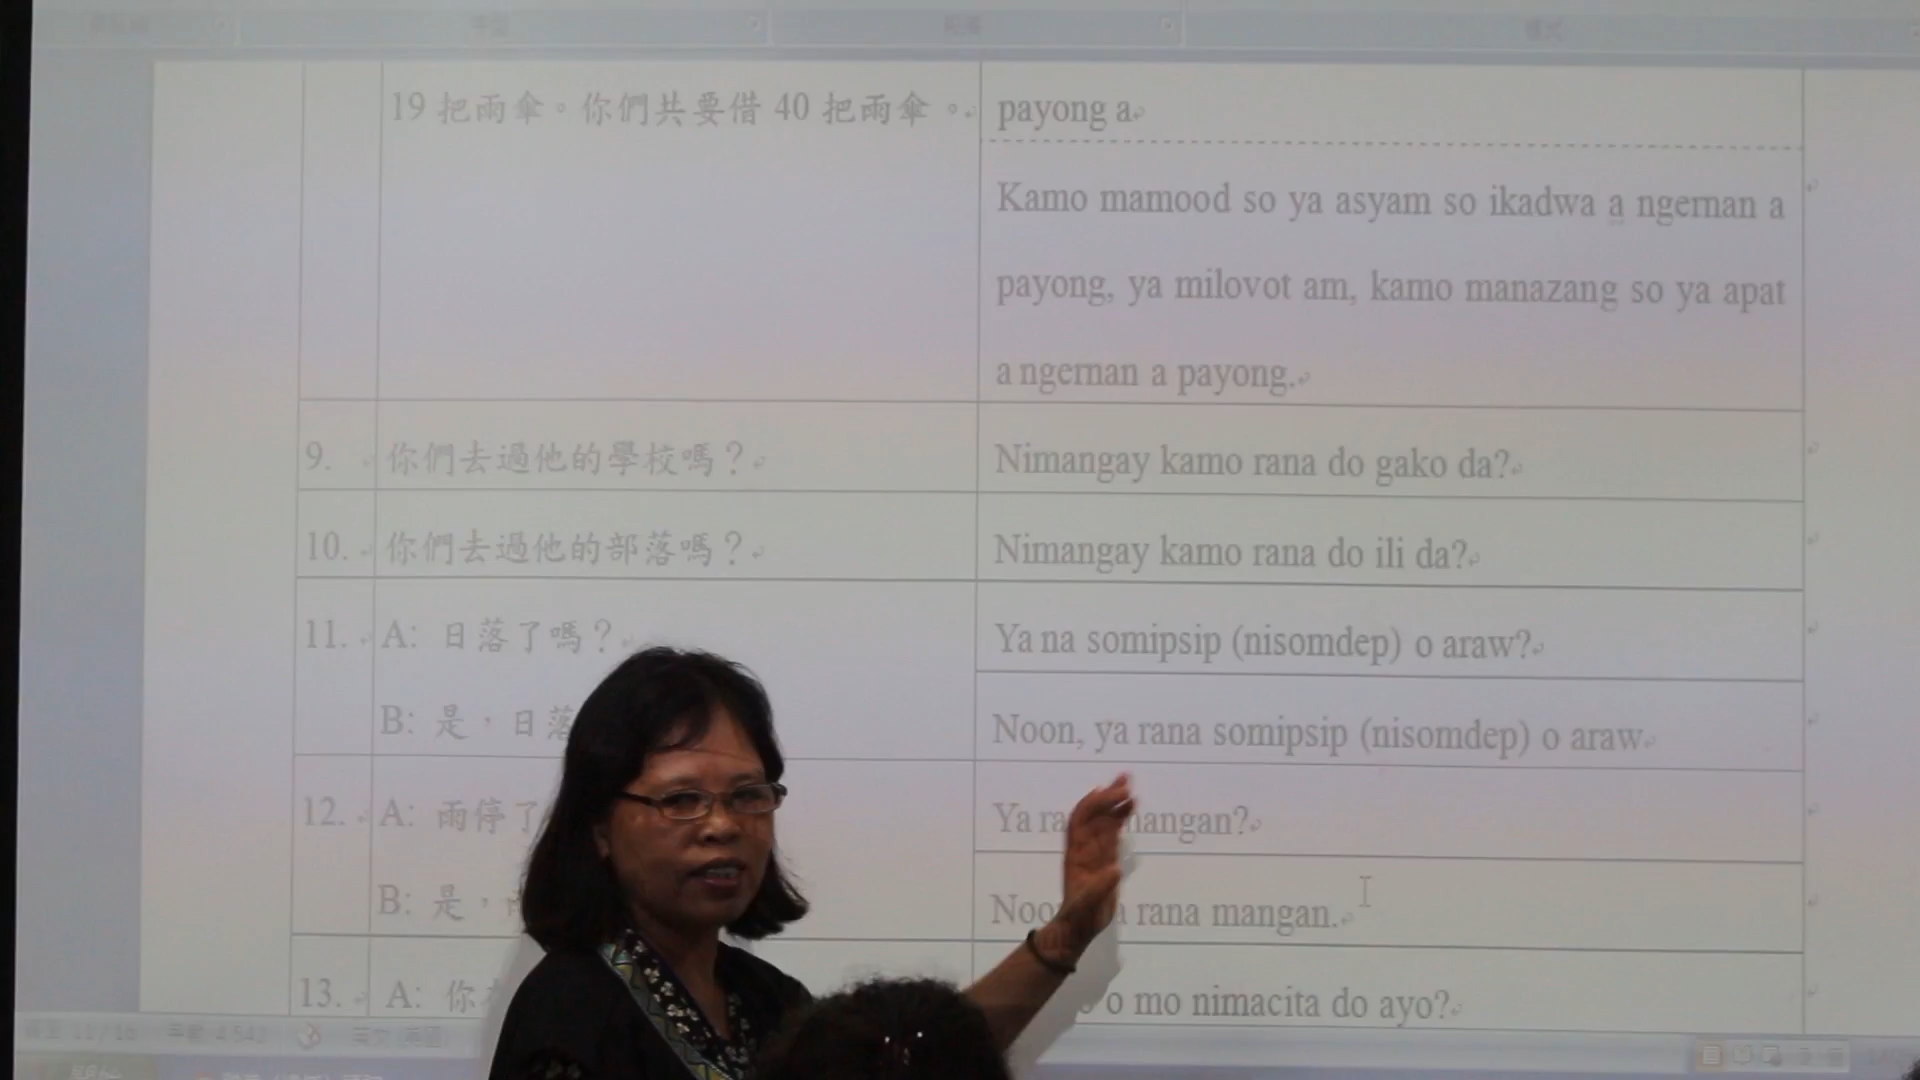 19 把雨傘。你們共要借 40 把雨傘。
payong a
Kamo mamood so ya asyam so ikadwa a ngernan a
payong, ya milovot am, kamo manazang so ya apat
a ngernan a payong.
9. 你們去過他的學校嗎？
Nimangay kamo rana do gako da?
10. 你們去過他的部落嗎？
Nimangay kamo rana do ili da?
11. A: 日落了嗎？
Ya na somipsip (nisomdep) o araw?
B: 是，日落
Noon, ya rana somipsip (nisomdep) o araw
12. A: 雨停了
Ya ra mangan?
B: 是，
Noo rana mangan.
13. A: 你
o mo nimacita do ayo?